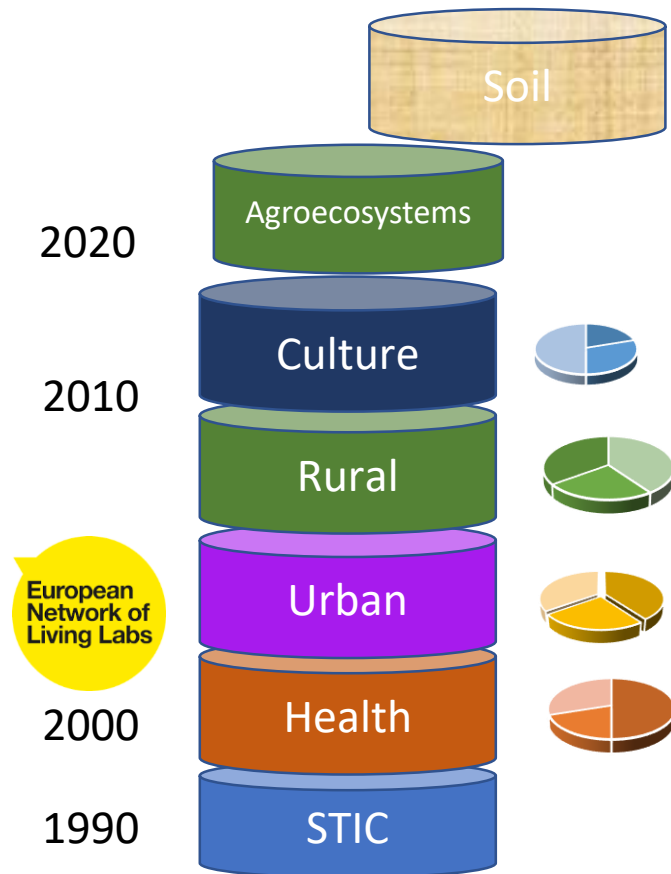 Soil
Agroecosystems
2020
Culture
2010
Rural
European
Network of
Living Labs
Urban
Health
2000
1990
STIC